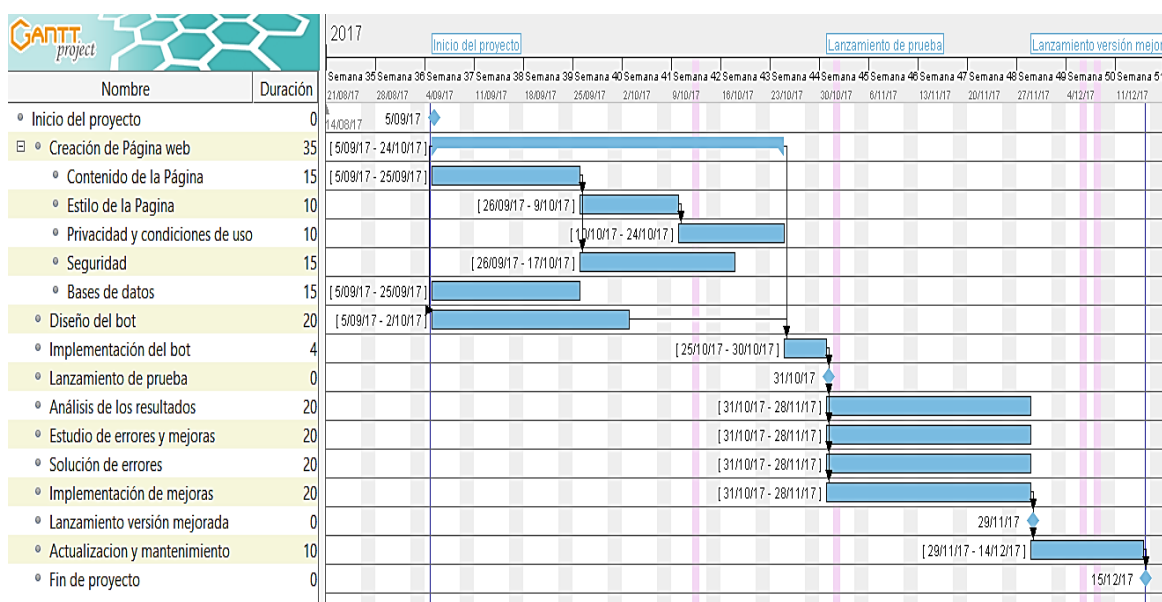 GANTT
project
2017
Inicio del proyecto
Lanzamiento de prueba
Lanzamiento versión mejor
Nombre
Duración
Semana 35 Semana 36 Semana 37 Semana 38 Semana 39 Semana 40 Semana 41 Semana 42 Semana 43 Semana 44 Semana 45 Semana 46 Semana 47 Semana 48 Semana 49 Semana 50 Semana 51
21/08/17 28/08/17 4/09/17 11/09/17 18/09/17 25/09/17 2/10/17 9/10/17 16/10/17 23/10/17 30/10/17 6/11/17 13/11/17 20/11/17 27/11/17 4/12/17 11/12/17
14/08/17
Inicio del proyecto 0 5/09/17
Creación de Página web 35 [ 5/09/17 - 24/10/17 ]
Contenido de la Página 15 [ 5/09/17 - 25/09/17 ]
Estilo de la Pagina 10 [ 26/09/17 - 9/10/17 ]
Privacidad y condiciones de uso 10 [ 10/10/17 - 24/10/17 ]
Seguridad 15 [ 26/09/17 - 17/10/17 ]
Bases de datos 15 [ 5/09/17 - 25/09/17 ]
Diseño del bot 20 [ 5/09/17 - 2/10/17 ]
Implementación del bot 4 [ 25/10/17 - 30/10/17 ]
Lanzamiento de prueba 0 31/10/17
Análisis de los resultados 20 [ 31/10/17 - 28/11/17 ]
Estudio de errores y mejoras 20 [ 31/10/17 - 28/11/17 ]
Solución de errores 20 [ 31/10/17 - 28/11/17 ]
Implementación de mejoras 20 [ 31/10/17 - 28/11/17 ]
Lanzamiento versión mejorada 0 29/11/17
Actualizacion y mantenimiento 10 [ 29/11/17 - 14/12/17 ]
Fin de proyecto 0 15/12/17